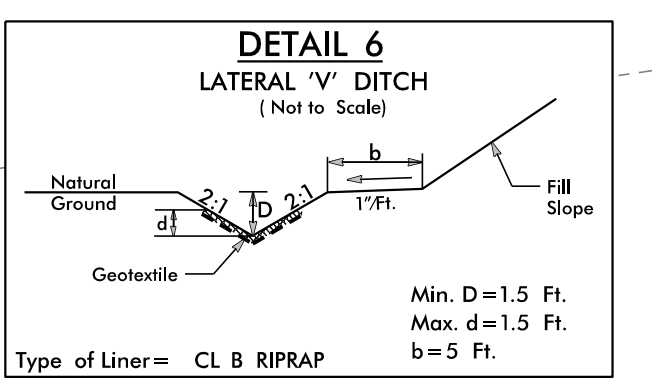 DETAIL 6
LATERAL 'V' DITCH
( Not to Scale)
b
Natural
Ground
2:1
D
2:1
1"/Ft.
Fill
Slope
d
Geotextile
Min. D=1.5 Ft.
Max. d=1.5 Ft.
b=5 Ft.
Type of Liner= CL B RIPRAP